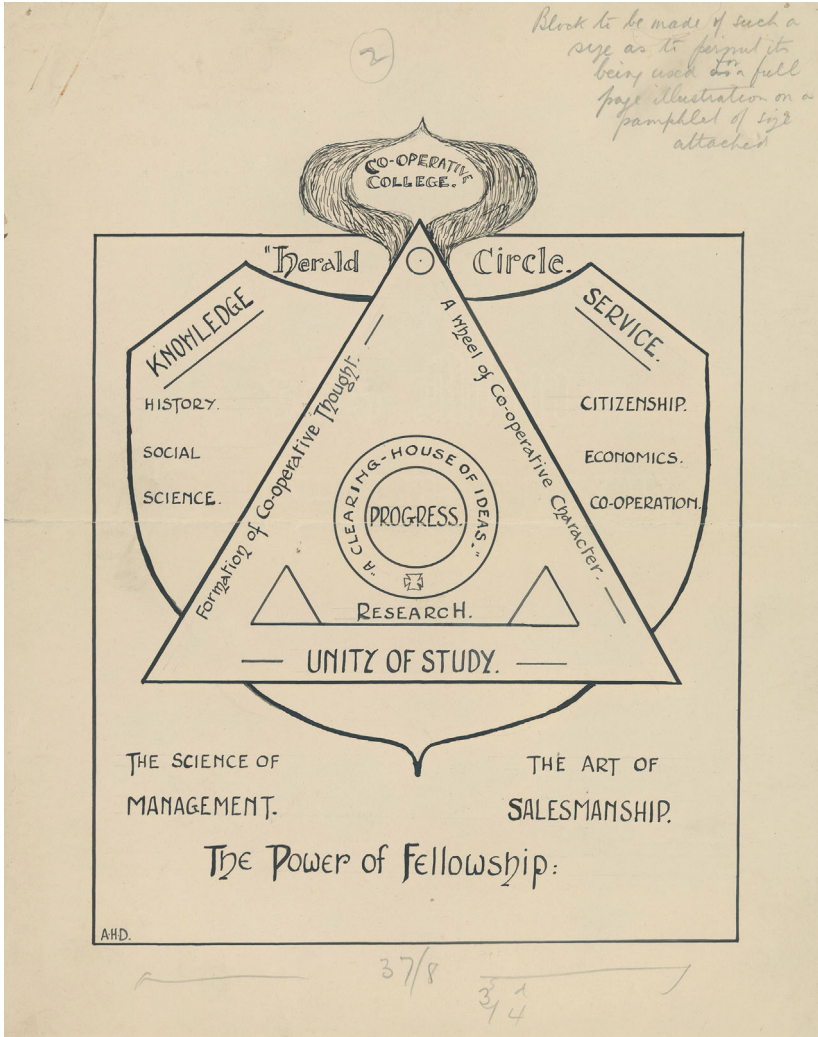 Block to be made of such a
size as to permit its
being used as a full
page illustration on a
pamphlet of size
attached
2
CO-OPERATIVE
COLLEGE.
"Herald Circle.
KNOWLEDGE
HISTORY.
SOCIAL
SCIENCE.
SERVICE.
CITIZENSHIP.
ECONOMICS.
CO-OPERATION.
Formation of Co-operative Thought.
A Wheel of Co-operative Character.
"A CLEARING-HOUSE OF IDEAS."
PROGRESS.
RESEARCH.
UNITY OF STUDY.
THE SCIENCE OF
MANAGEMENT.
THE ART OF
SALESMANSHIP.
The Power of Fellowship:
A.H.D.
37/8